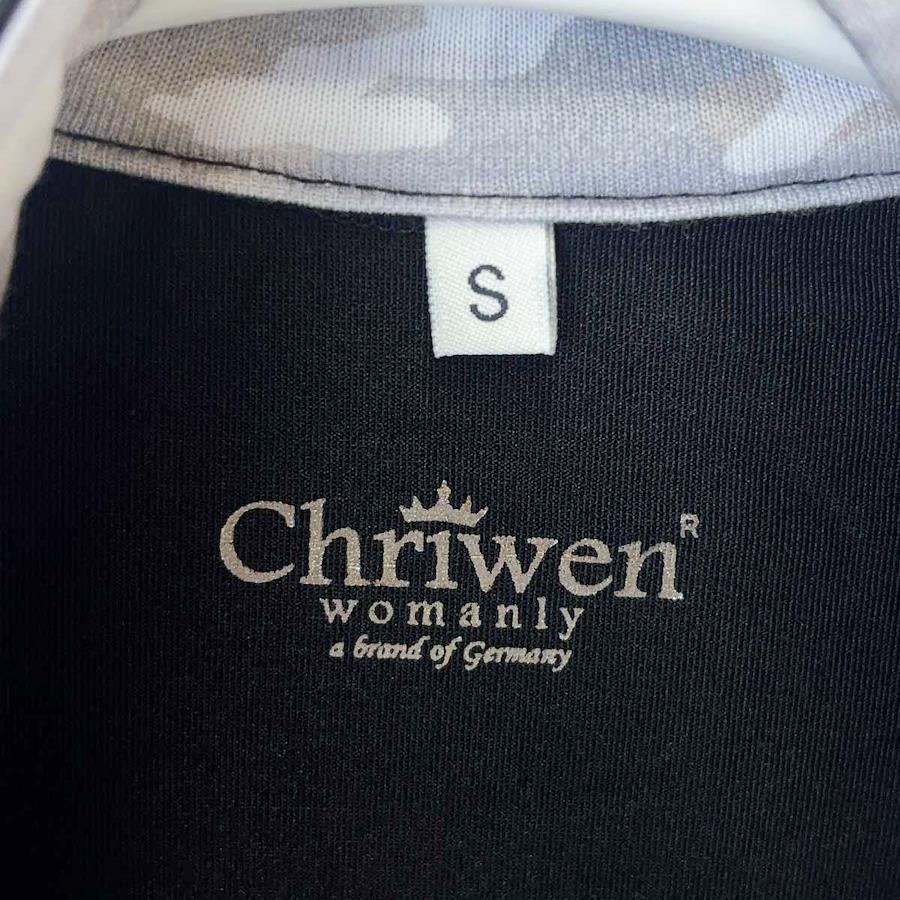 S
Chriwen R
womanly
a brand of Germany